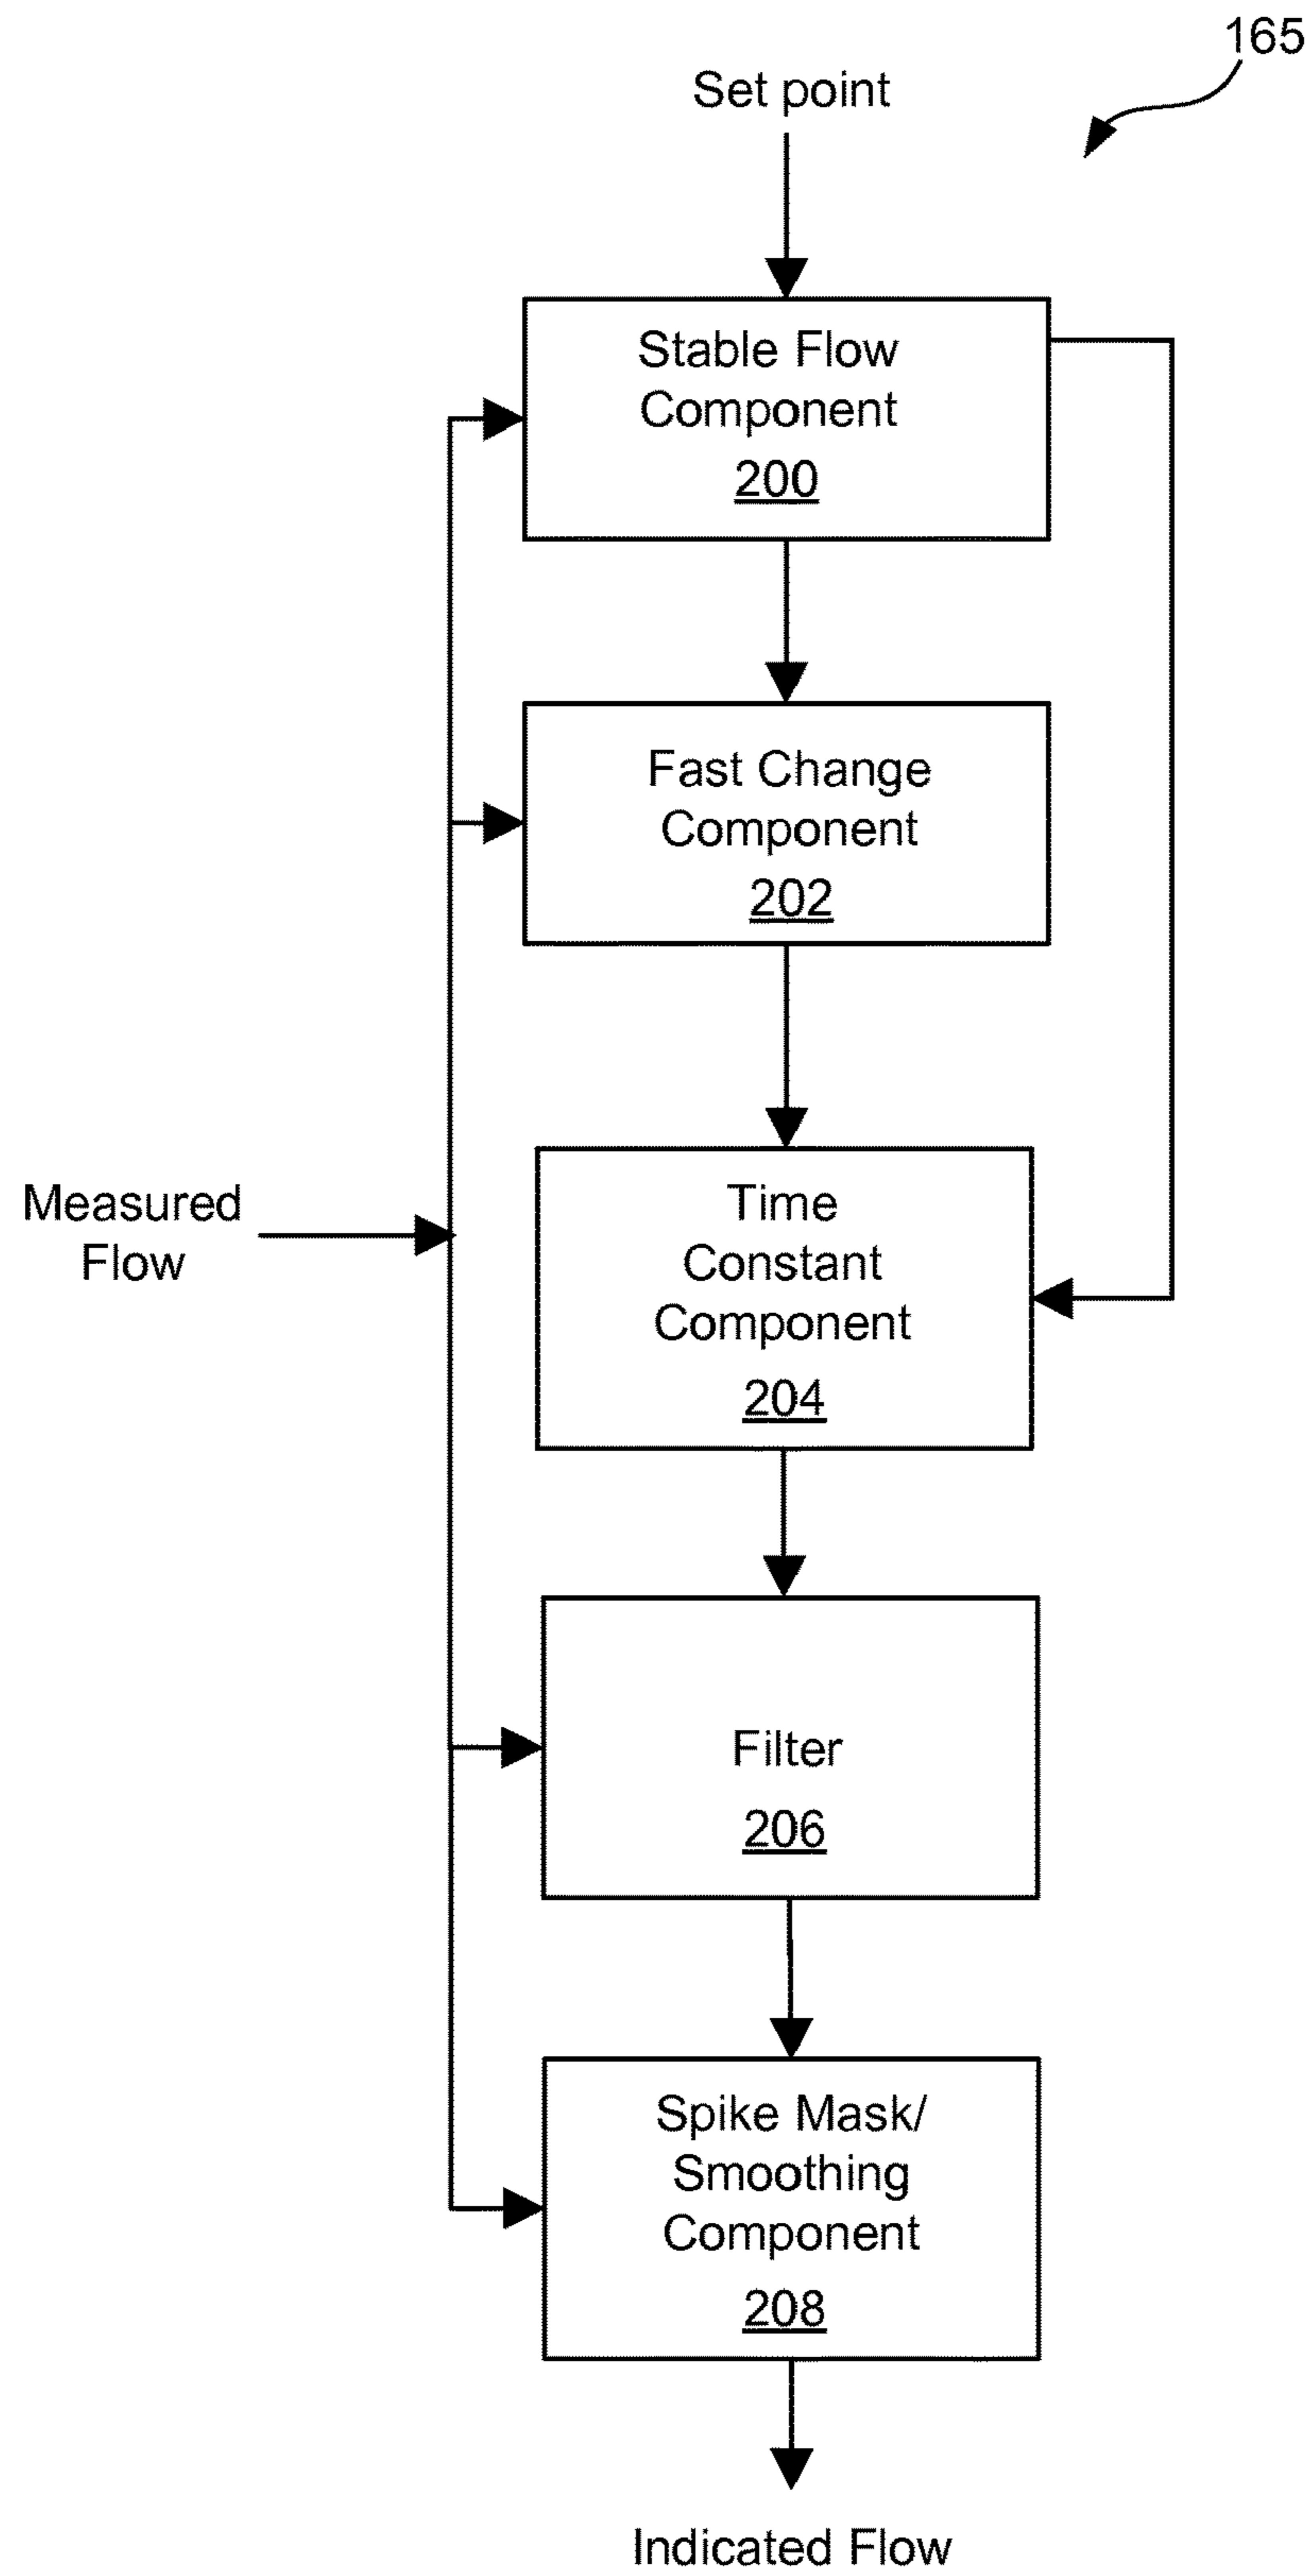 165
Set point
Stable Flow
Component
200
Fast Change
Component
202
Measured
Flow
Time
Constant
Component
204
Filter
206
Spike Mask/
Smoothing
Component
208
Indicated Flow